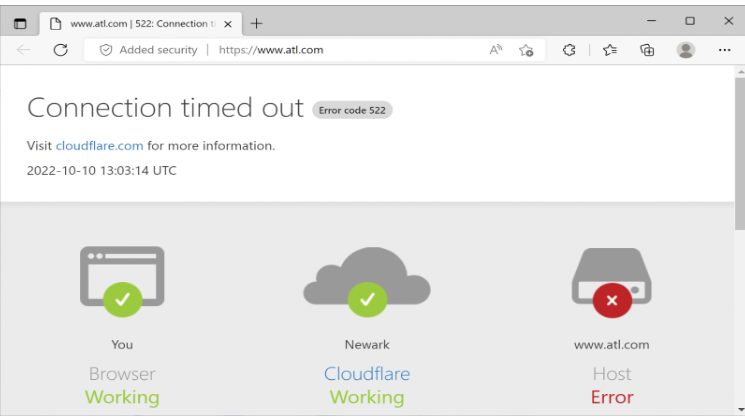 www.atl.com | 522: Connection ti
Added security | https://www.atl.com
Connection timed out Error code 522
Visit cloudflare.com for more information.
2022-10-10 13:03:14 UTC
You Newark www.atl.com
Browser Cloudflare Host
Working Working Error